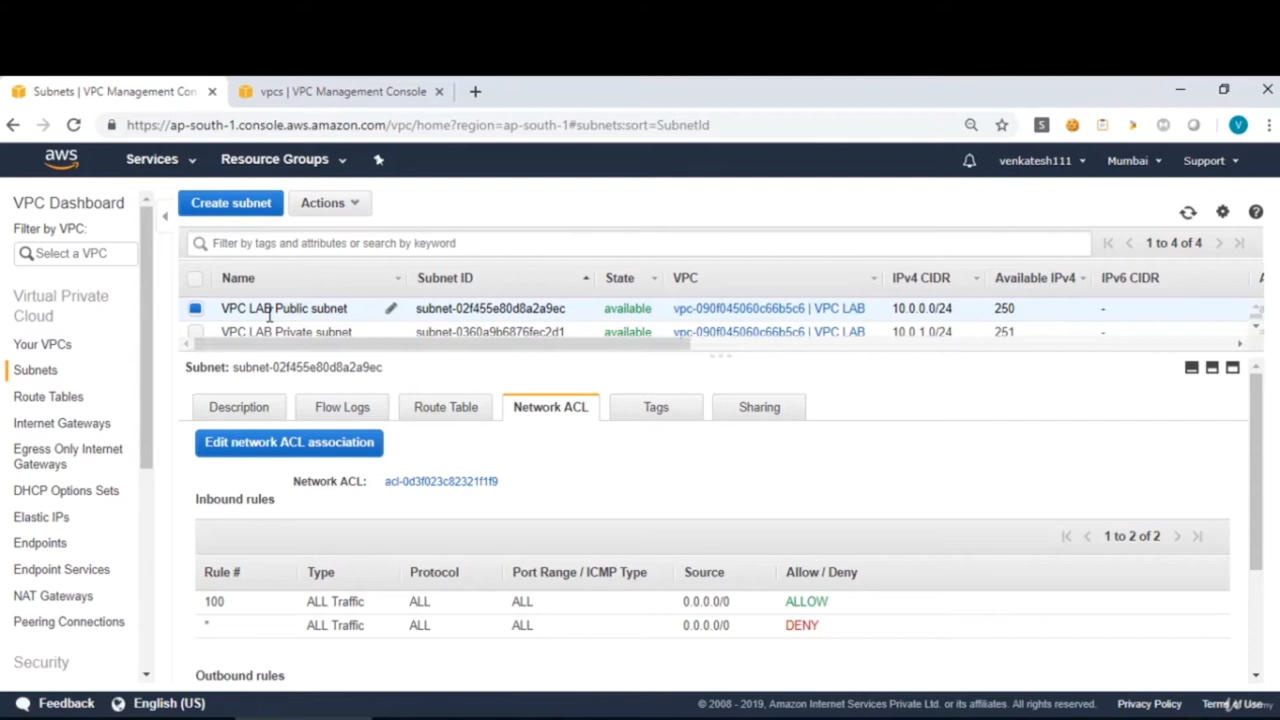 Subnets | VPC Management Con
vpcs | VPC Management Console
https://ap-south-1.console.aws.amazon.com/vpc/home?region=ap-south-1#subnets:sort=SubnetId
S
V
aws Services Resource Groups venkatesh111 Mumbai Support
VPC Dashboard
Filter by VPC:
Select a VPC
Virtual Private
Cloud
Your VPCs
Subnets
Route Tables
Internet Gateways
Egress Only Internet
Gateways
DHCP Options Sets
Elastic IPs
Endpoints
Endpoint Services
NAT Gateways
Peering Connections
Security
Create subnet Actions
Filter by tags and attributes or search by keyword
1 to 4 of 4
Name Subnet ID State VPC IPv4 CIDR Available IPv4 IPv6 CIDR
VPC LAB Public subnet subnet-02f455e80d8a2a9ec available vpc-090f045060c66b5c6 | VPC LAB 10.0.0.0/24 250 -
VPC LAB Private subnet subnet-0360a9b6876fec2d1 available vpc-090f045060c66b5c6 | VPC LAB 10.0.1.0/24 251 -
Subnet: subnet-02f455e80d8a2a9ec
Description Flow Logs Route Table Network ACL Tags Sharing
Edit network ACL association
Network ACL: acl-0d3f023c82321f1f9
Inbound rules
1 to 2 of 2
Rule # Type Protocol Port Range / ICMP Type Source Allow / Deny
100 ALL Traffic ALL ALL 0.0.0.0/0 ALLOW
* ALL Traffic ALL ALL 0.0.0.0/0 DENY
Outbound rules
Feedback English (US)
© 2008 - 2019, Amazon Internet Services Private Ltd. or its affiliates. All rights reserved. Privacy Policy Terms of Use